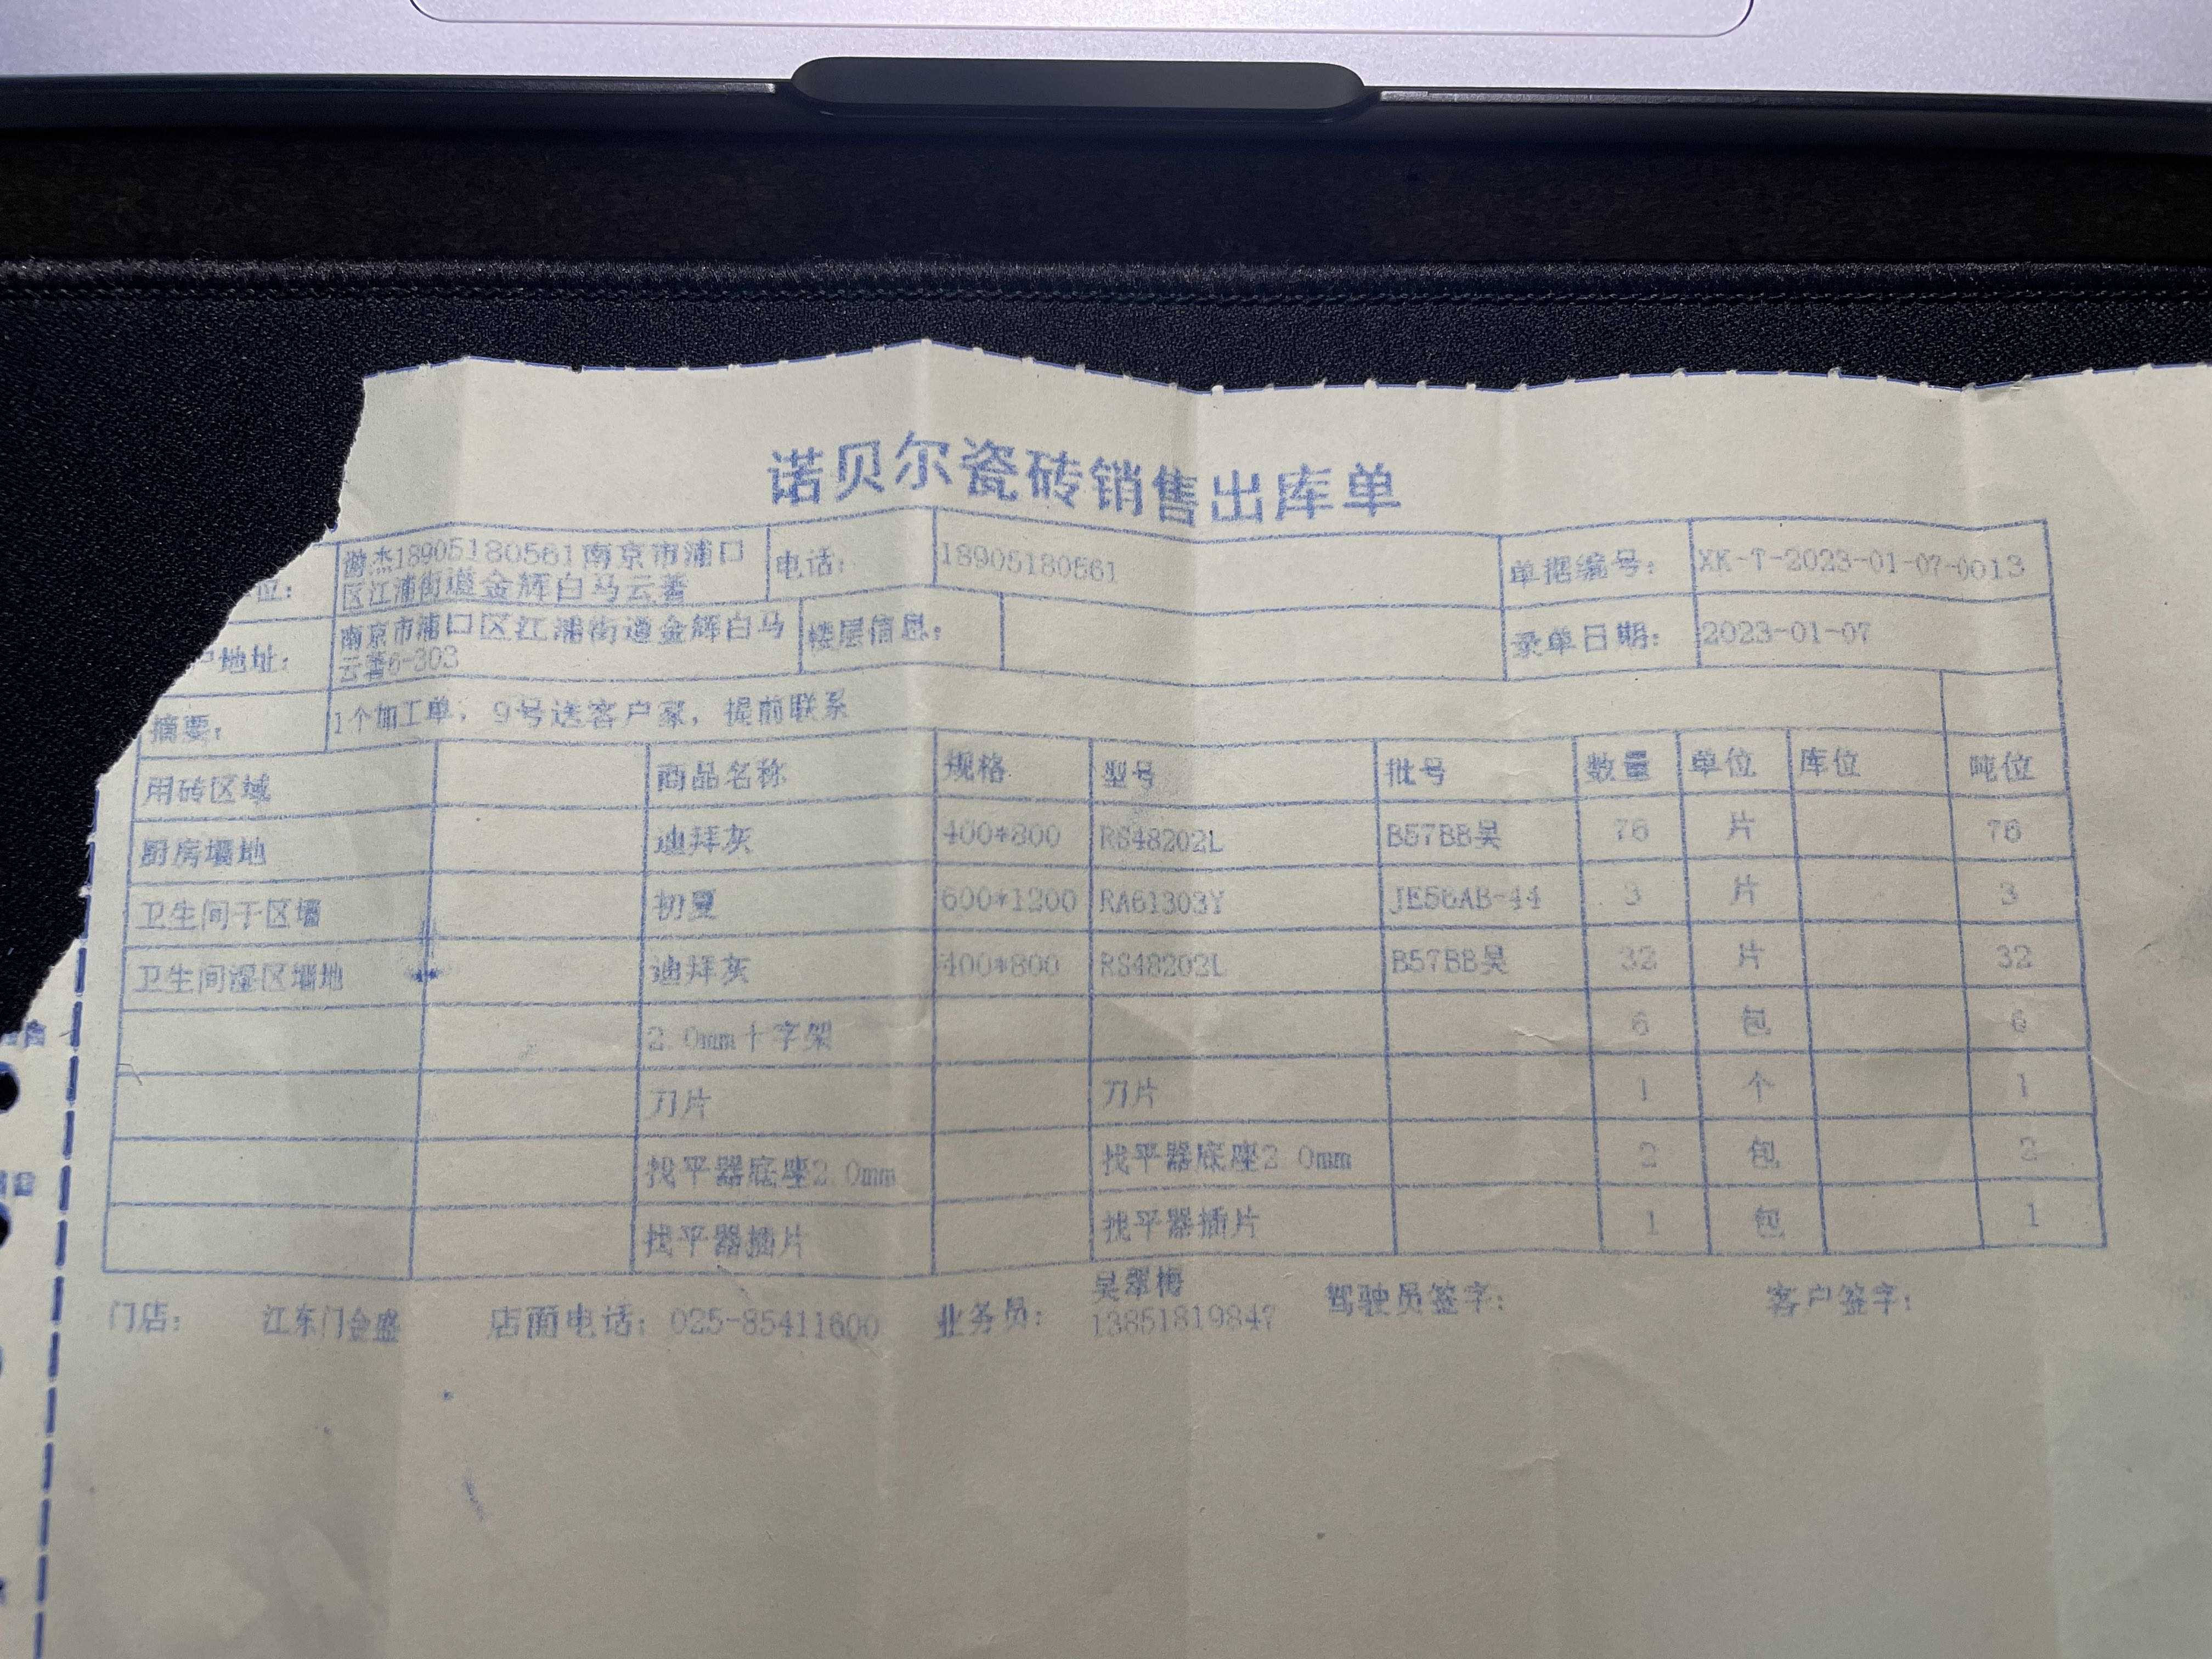 诺贝尔瓷砖销售出库单
位： 杰18905180561南京市浦口 电话： 18905180561 单据编号： XK-T-2023-01-07-0013
区江浦街道金辉白马云著
户地址： 南京市浦口区江浦街道金辉白马 楼层信息： 录单日期： 2023-01-07
云著6-303
摘要： 1个加工单，9号送客户家，提前联系
用砖区域 商品名称 规格 型号 批号 数量 单位 库位 吨位
厨房墙地 迪拜灰 400*800 RS48202L B57BB吴 76 片 76
卫生间干区墙 初夏 600*1200 RA61303Y JE56AB-44 3 片 3
卫生间湿区墙地 迪拜灰 400*800 RS48202L B57BB吴 32 片 32
2.0mm十字架 6 包 6
刀片 刀片 1 个 1
找平器底座2.0mm 找平器底座2.0mm 2 包 2
找平器插片 找平器插片 1 包 1
门店： 江东门金盛 店面电话：025-85411600 业务员： 吴翠梅 驾驶员签字： 客户签字：
13851819847